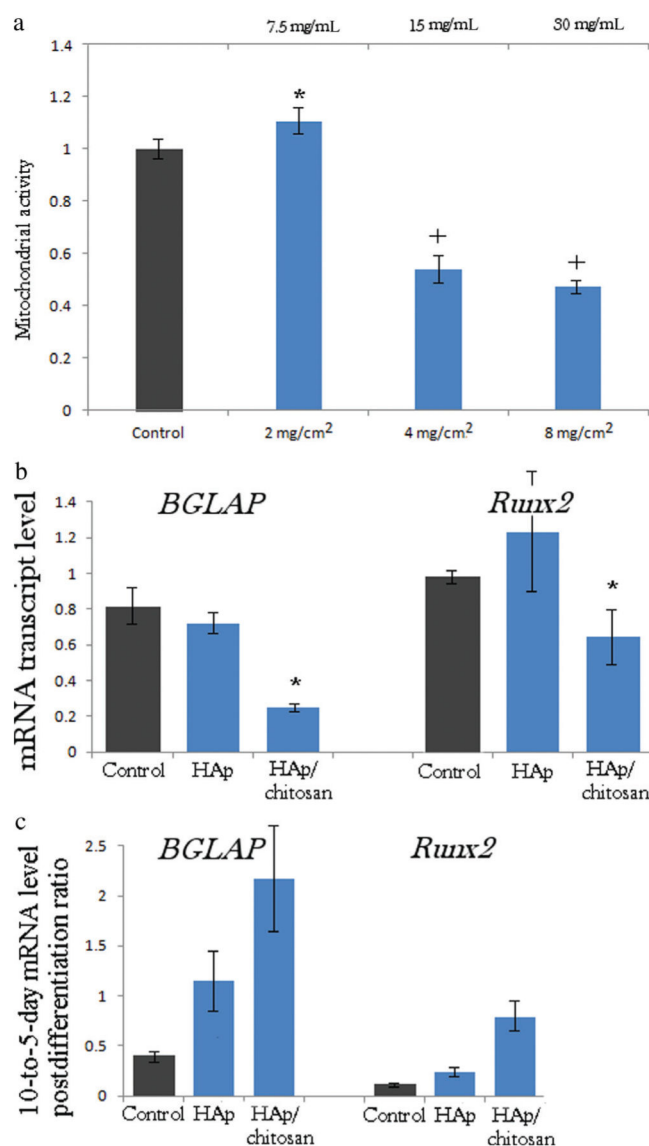 a
7.5 mg/mL 15 mg/mL 30 mg/mL
1.4
1.2
1
0.8
0.6
0.4
0.2
0
Mitochondrial activity
*
+
+
Control 2 mg/cm² 4 mg/cm² 8 mg/cm²
b
BGLAP Runx2
1.4
1.2
1
0.8
0.6
0.4
0.2
0
mRNA transcript level
*
*
Control HAp HAp/ Control HAp HAp/
chitosan chitosan
c
BGLAP Runx2
2.5
2
1.5
1
0.5
0
10-to-5-day mRNA level
postdifferentiation ratio
Control HAp HAp/ Control HAp HAp/
chitosan chitosan